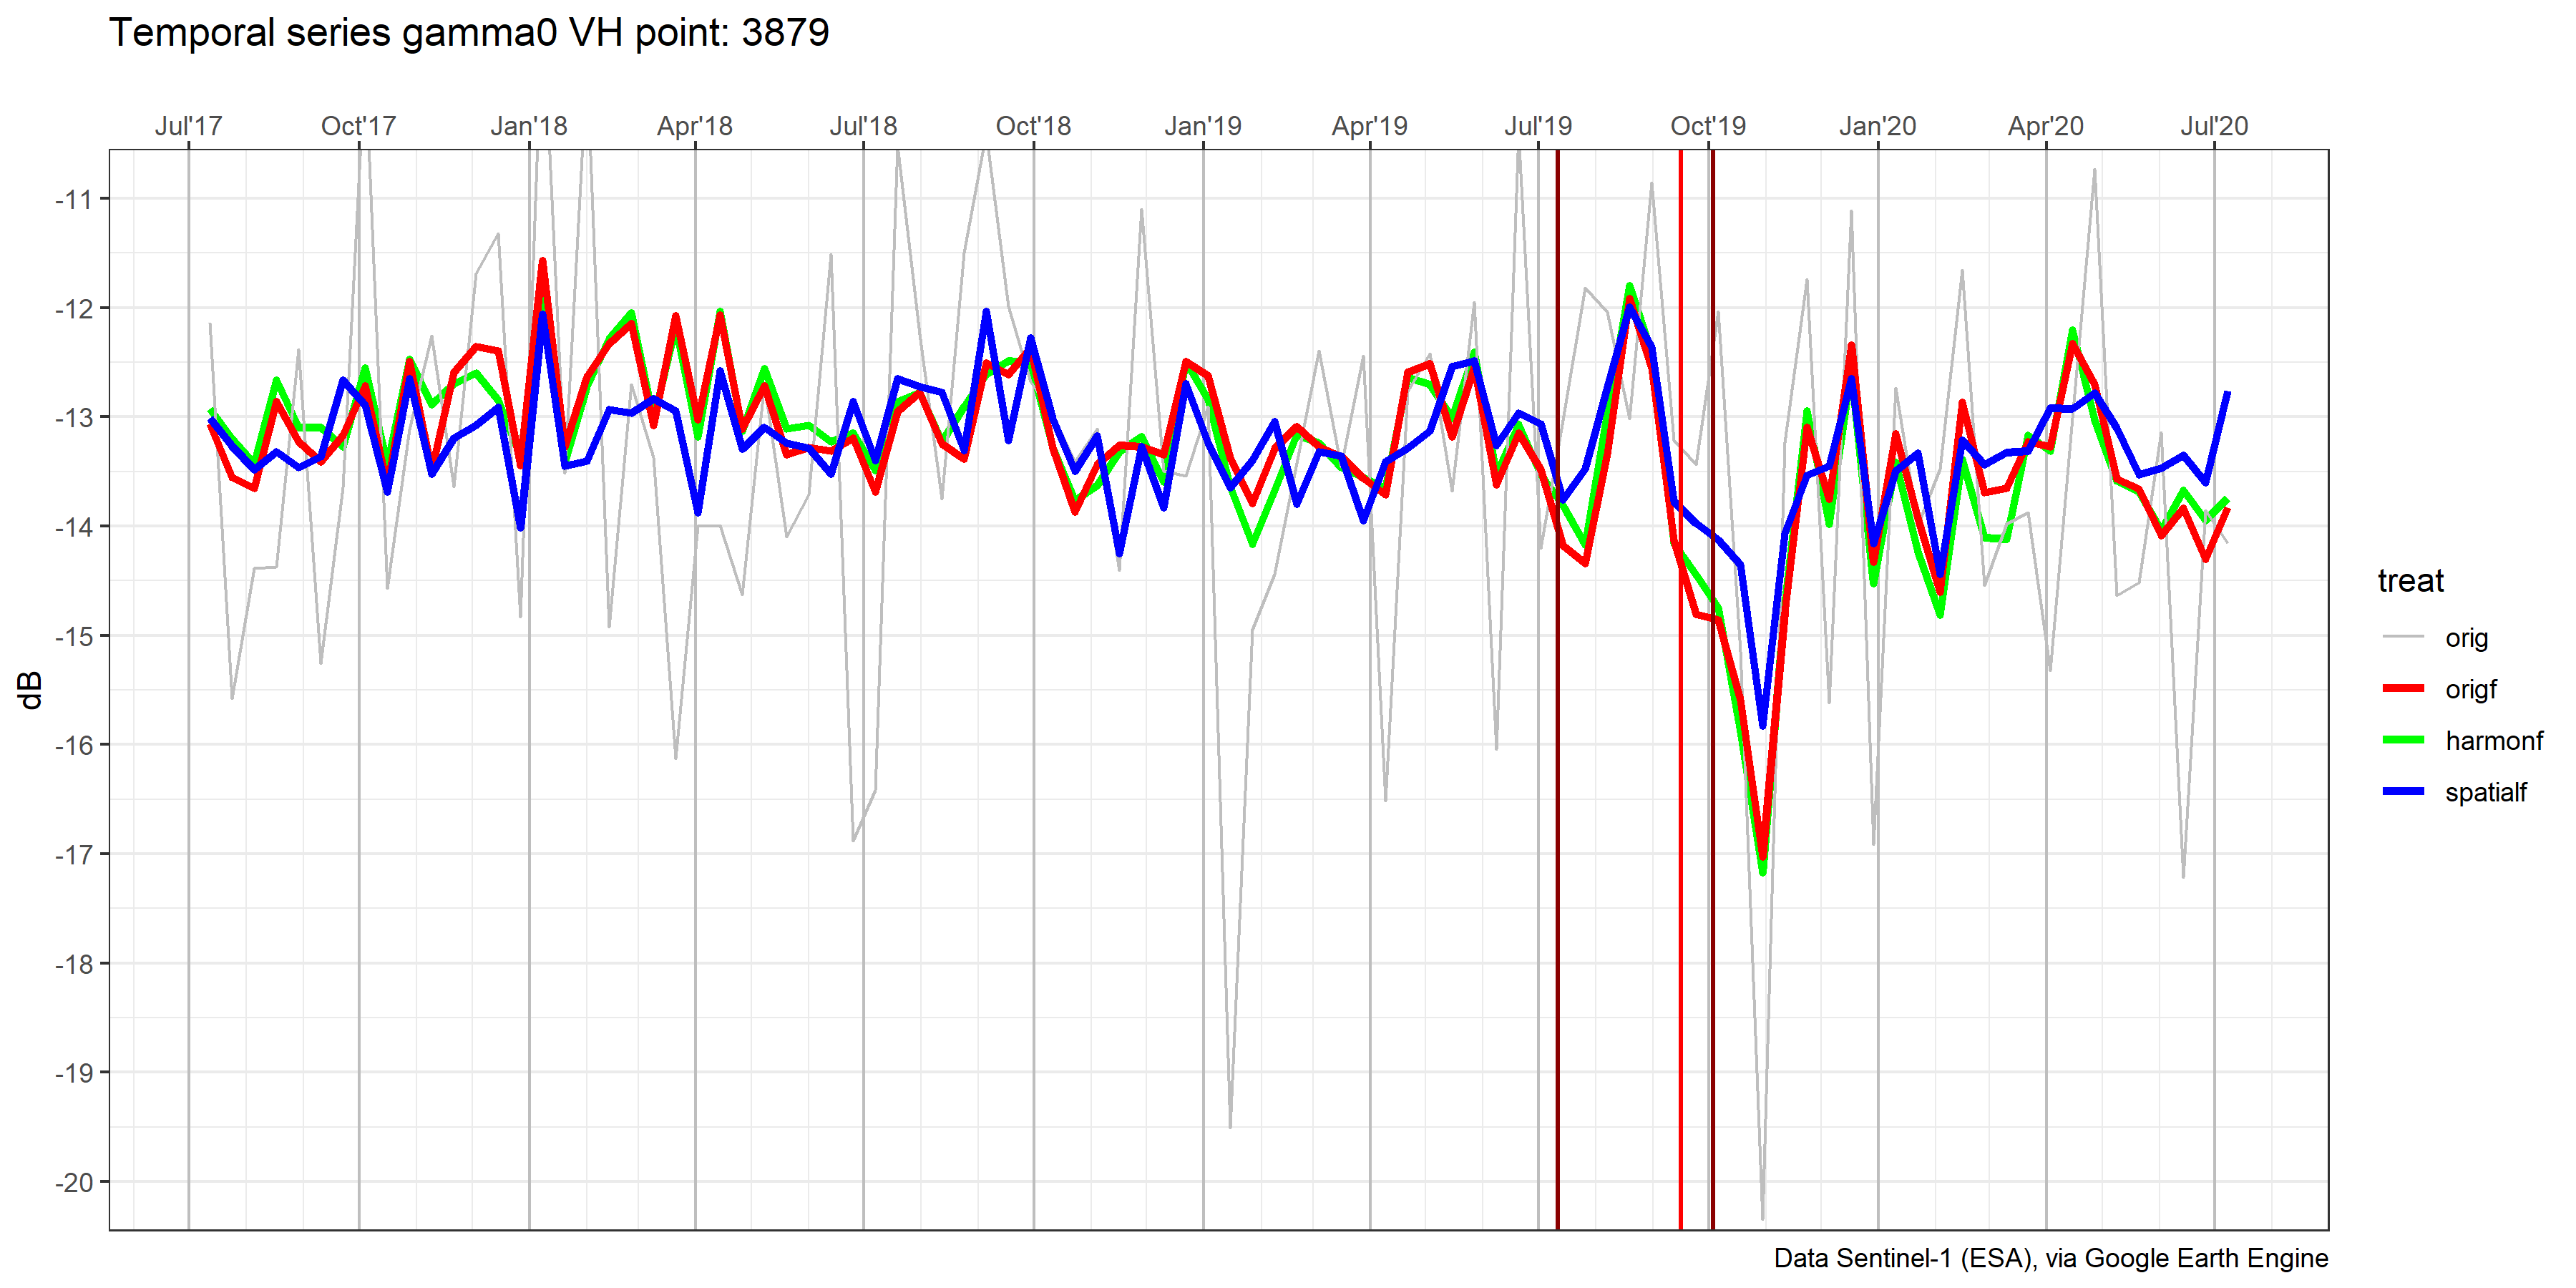 Temporal series gamma0 VH point: 3879
Jul'17 Oct'17 Jan'18 Apr'18 Jul'18 Oct'18 Jan'19 Apr'19 Jul'19 Oct'19 Jan'20 Apr'20 Jul'20
-11
-12
-13
-14
-15
-16
-17
-18
-19
-20
dB
treat
orig
origf
harmonf
spatialf
Data Sentinel-1 (ESA), via Google Earth Engine